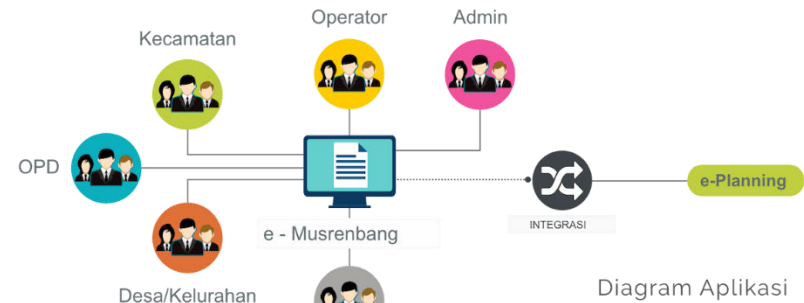 Operator
Admin
Kecamatan
OPD
e-Planning
INTEGRASI
e - Musrenbang
Desa/Kelurahan
Diagram Aplikasi